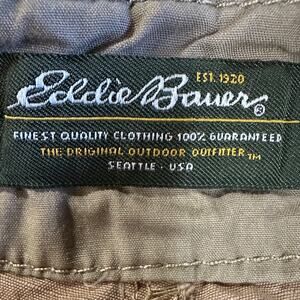 EST. 1920
Eddie Bauer®
FINEST QUALITY CLOTHING 100% GUARANTEED
THE ORIGINAL OUTDOOR OUTFITTER™
SEATTLE · USA